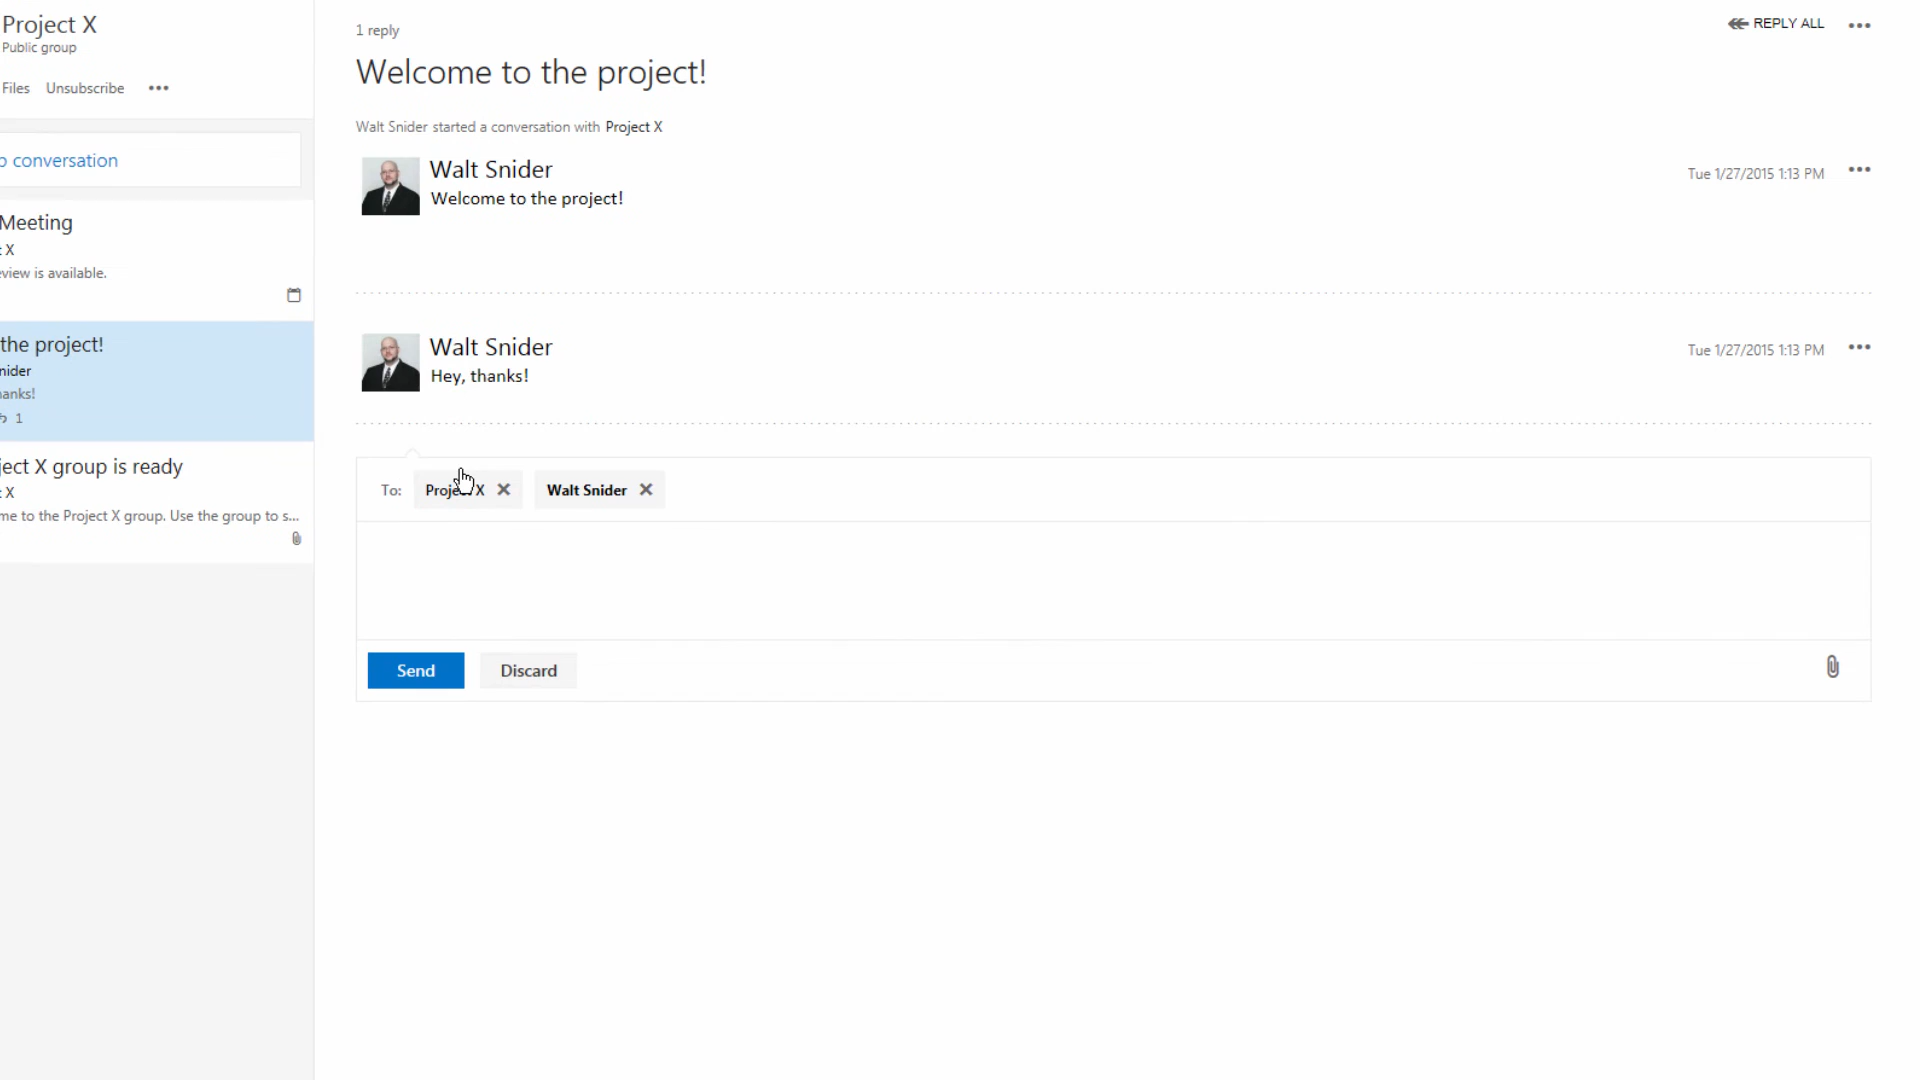 Project X
Public group
Files Unsubscribe
conversation
Meeting
X
view is available.
the project!
nider
hanks!
1
ject X group is ready
X
me to the Project X group. Use the group to s...
1 reply
REPLY ALL
Welcome to the project!
Walt Snider started a conversation with Project X
Walt Snider
Tue 1/27/2015 1:13 PM
Welcome to the project!
Walt Snider
Tue 1/27/2015 1:13 PM
Hey, thanks!
To: Project X Walt Snider
Send Discard